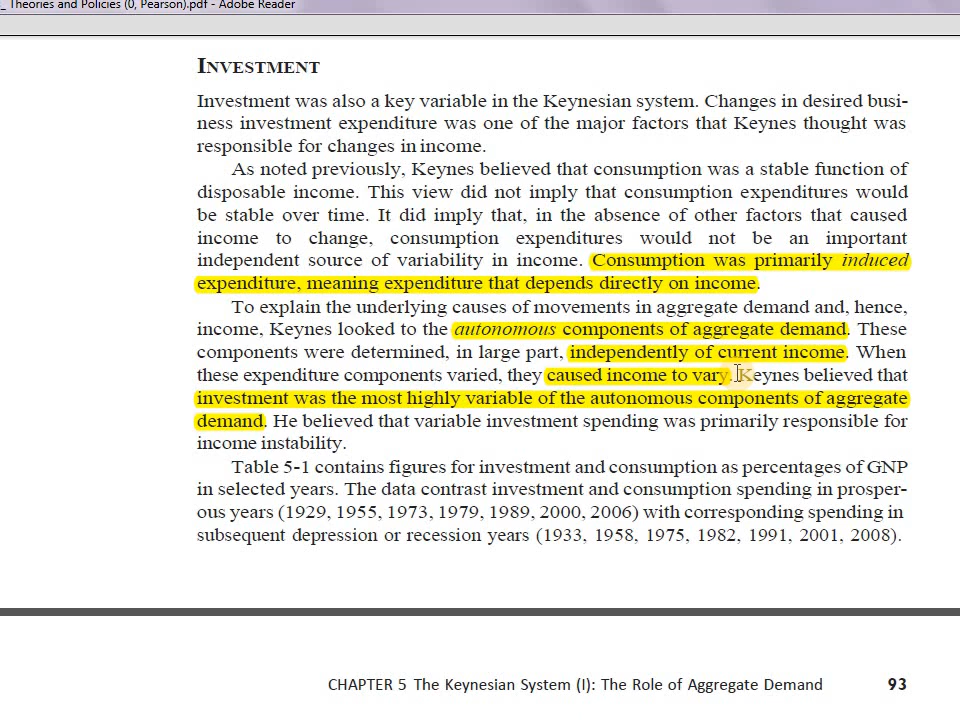 _ Theories and Policies (0, Pearson).pdf - Adobe Reader
INVESTMENT
Investment was also a key variable in the Keynesian system. Changes in desired busi-
ness investment expenditure was one of the major factors that Keynes thought was
responsible for changes in income.
As noted previously, Keynes believed that consumption was a stable function of
disposable income. This view did not imply that consumption expenditures would
be stable over time. It did imply that, in the absence of other factors that caused
income to change, consumption expenditures would not be an important
independent source of variability in income. Consumption was primarily induced
expenditure, meaning expenditure that depends directly on income.
To explain the underlying causes of movements in aggregate demand and, hence,
income, Keynes looked to the autonomous components of aggregate demand. These
components were determined, in large part, independently of current income. When
these expenditure components varied, they caused income to vary. Keynes believed that
investment was the most highly variable of the autonomous components of aggregate
demand. He believed that variable investment spending was primarily responsible for
income instability.
Table 5-1 contains figures for investment and consumption as percentages of GNP
in selected years. The data contrast investment and consumption spending in prosper-
ous years (1929, 1955, 1973, 1979, 1989, 2000, 2006) with corresponding spending in
subsequent depression or recession years (1933, 1958, 1975, 1982, 1991, 2001, 2008).
CHAPTER 5 The Keynesian System (I): The Role of Aggregate Demand 93